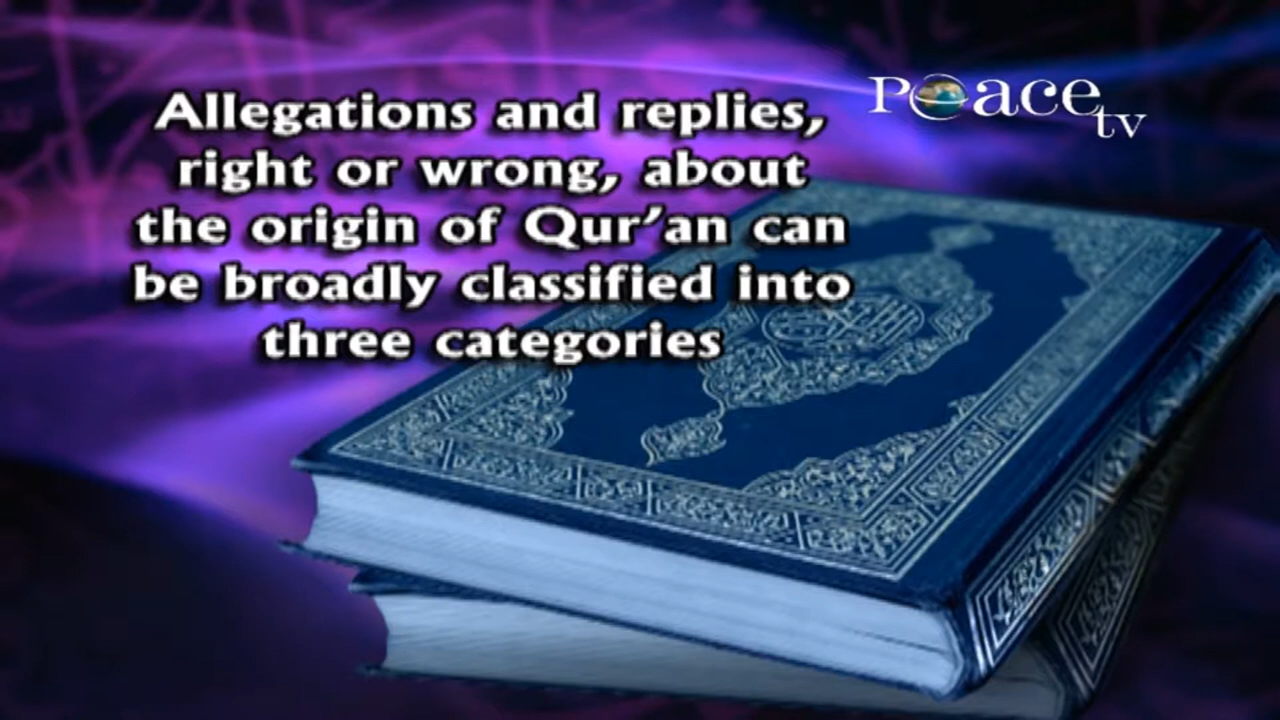 Allegations and replies,
right or wrong, about
the origin of Qur’an can
be broadly classified into
three categories
Peace tv